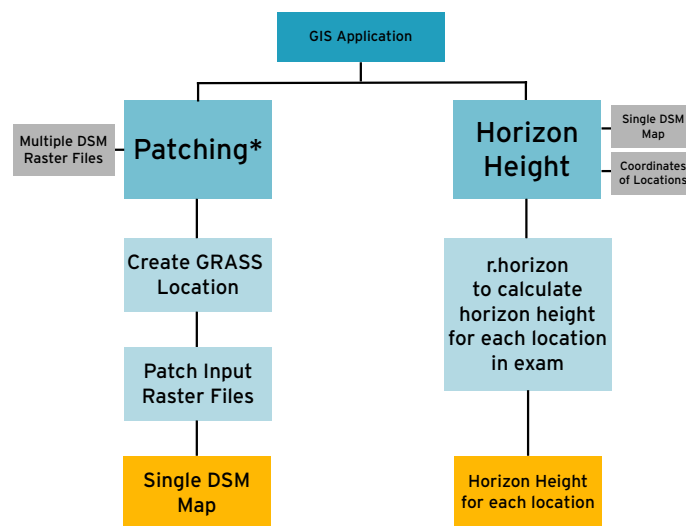 GIS Application
Multiple DSM
Raster Files
Patching*
Horizon
Height
Single DSM
Map
Coordinates
of Locations
Create GRASS
Location
r.horizon
to calculate
horizon height
for each location
in exam
Patch Input
Raster Files
Single DSM
Map
Horizon Height
for each location